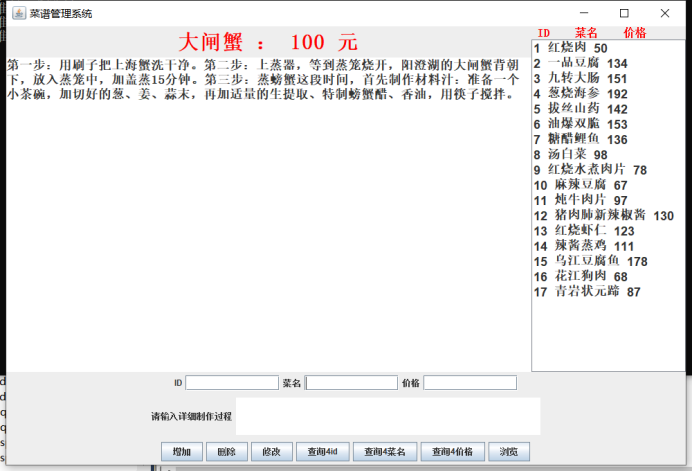 菜谱管理系统
大闸蟹 : 100 元
第一步:用刷子把上海蟹洗干净。第二步:上蒸器,等到蒸笼烧开,阳澄湖的大闸蟹背朝
下,放入蒸笼中,加盖蒸15分钟。第三步:蒸螃蟹这段时间,首先制作材料汁:准备一个
小茶碗,加切好的葱、姜、蒜末,再加适量的生提取、特制螃蟹醋、香油,用筷子搅拌。
ID 菜名 价格
1 红烧肉 50
2 一品豆腐 134
3 九转大肠 151
4 葱烧海参 192
5 拔丝山药 142
6 油爆双脆 153
7 糖醋鲤鱼 136
8 汤白菜 98
9 红烧水煮肉片 78
10 麻辣豆腐 67
11 炖牛肉片 97
12 猪肉肺新辣椒酱 130
13 红烧虾仁 123
14 辣酱蒸鸡 111
15 乌江豆腐鱼 178
16 花江狗肉 68
17 青岩状元蹄 87
ID 菜名 价格
请输入详细制作过程
增加 删除 修改 查询4id 查询4菜名 查询4价格 浏览